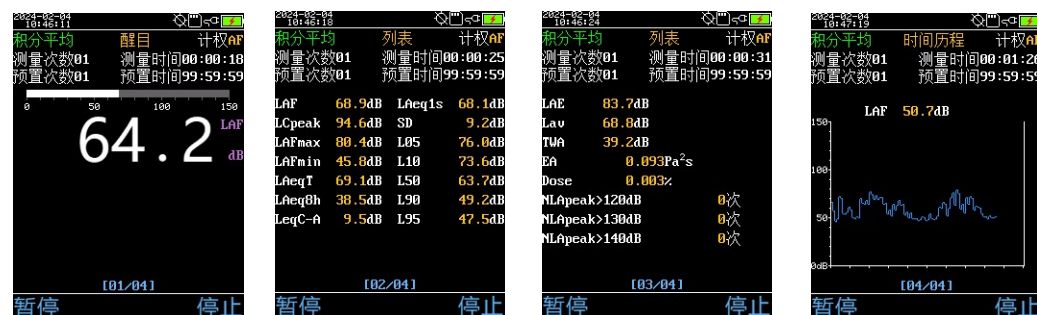 2024-02-04
10:46:11
积分平均 醒目 计权AF
测量次数01 测量时间00:00:18
预置次数01 预置时间99:59:59
0 50 100 150
64.2 LAF
dB
[01/04]
暂停 停止
2024-02-04
10:46:18
积分平均 列表 计权AF
测量次数01 测量时间00:00:25
预置次数01 预置时间99:59:59
LAF 68.9dB LAeq1s 68.1dB
LCpeak 94.6dB SD 9.2dB
LAFmax 80.4dB L05 76.0dB
LAFmin 45.8dB L10 73.6dB
LAeqT 69.1dB L50 63.7dB
LAeq8h 38.5dB L90 49.2dB
LeqC-A 9.5dB L95 47.5dB
[02/04]
暂停 停止
2024-02-04
10:46:24
积分平均 列表 计权AF
测量次数01 测量时间00:00:31
预置次数01 预置时间99:59:59
LAE 83.7dB
Lav 68.8dB
TWA 39.2dB
EA 0.093Pa²s
Dose 0.003%
NLApeak>120dB 0次
NLApeak>130dB 0次
NLApeak>140dB 0次
[03/04]
暂停 停止
2024-02-04
10:47:19
积分平均 时间历程 计权AF
测量次数01 测量时间00:01:26
预置次数01 预置时间99:59:59
LAF 50.7dB
150
100
50
0dB
[04/04]
暂停 停止